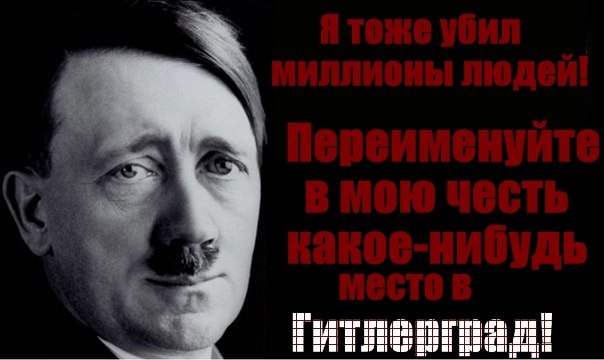 Я тоже убил
миллионы людей!
Переименуйте
в мою честь
какое-нибудь
место в
Гитлерград!